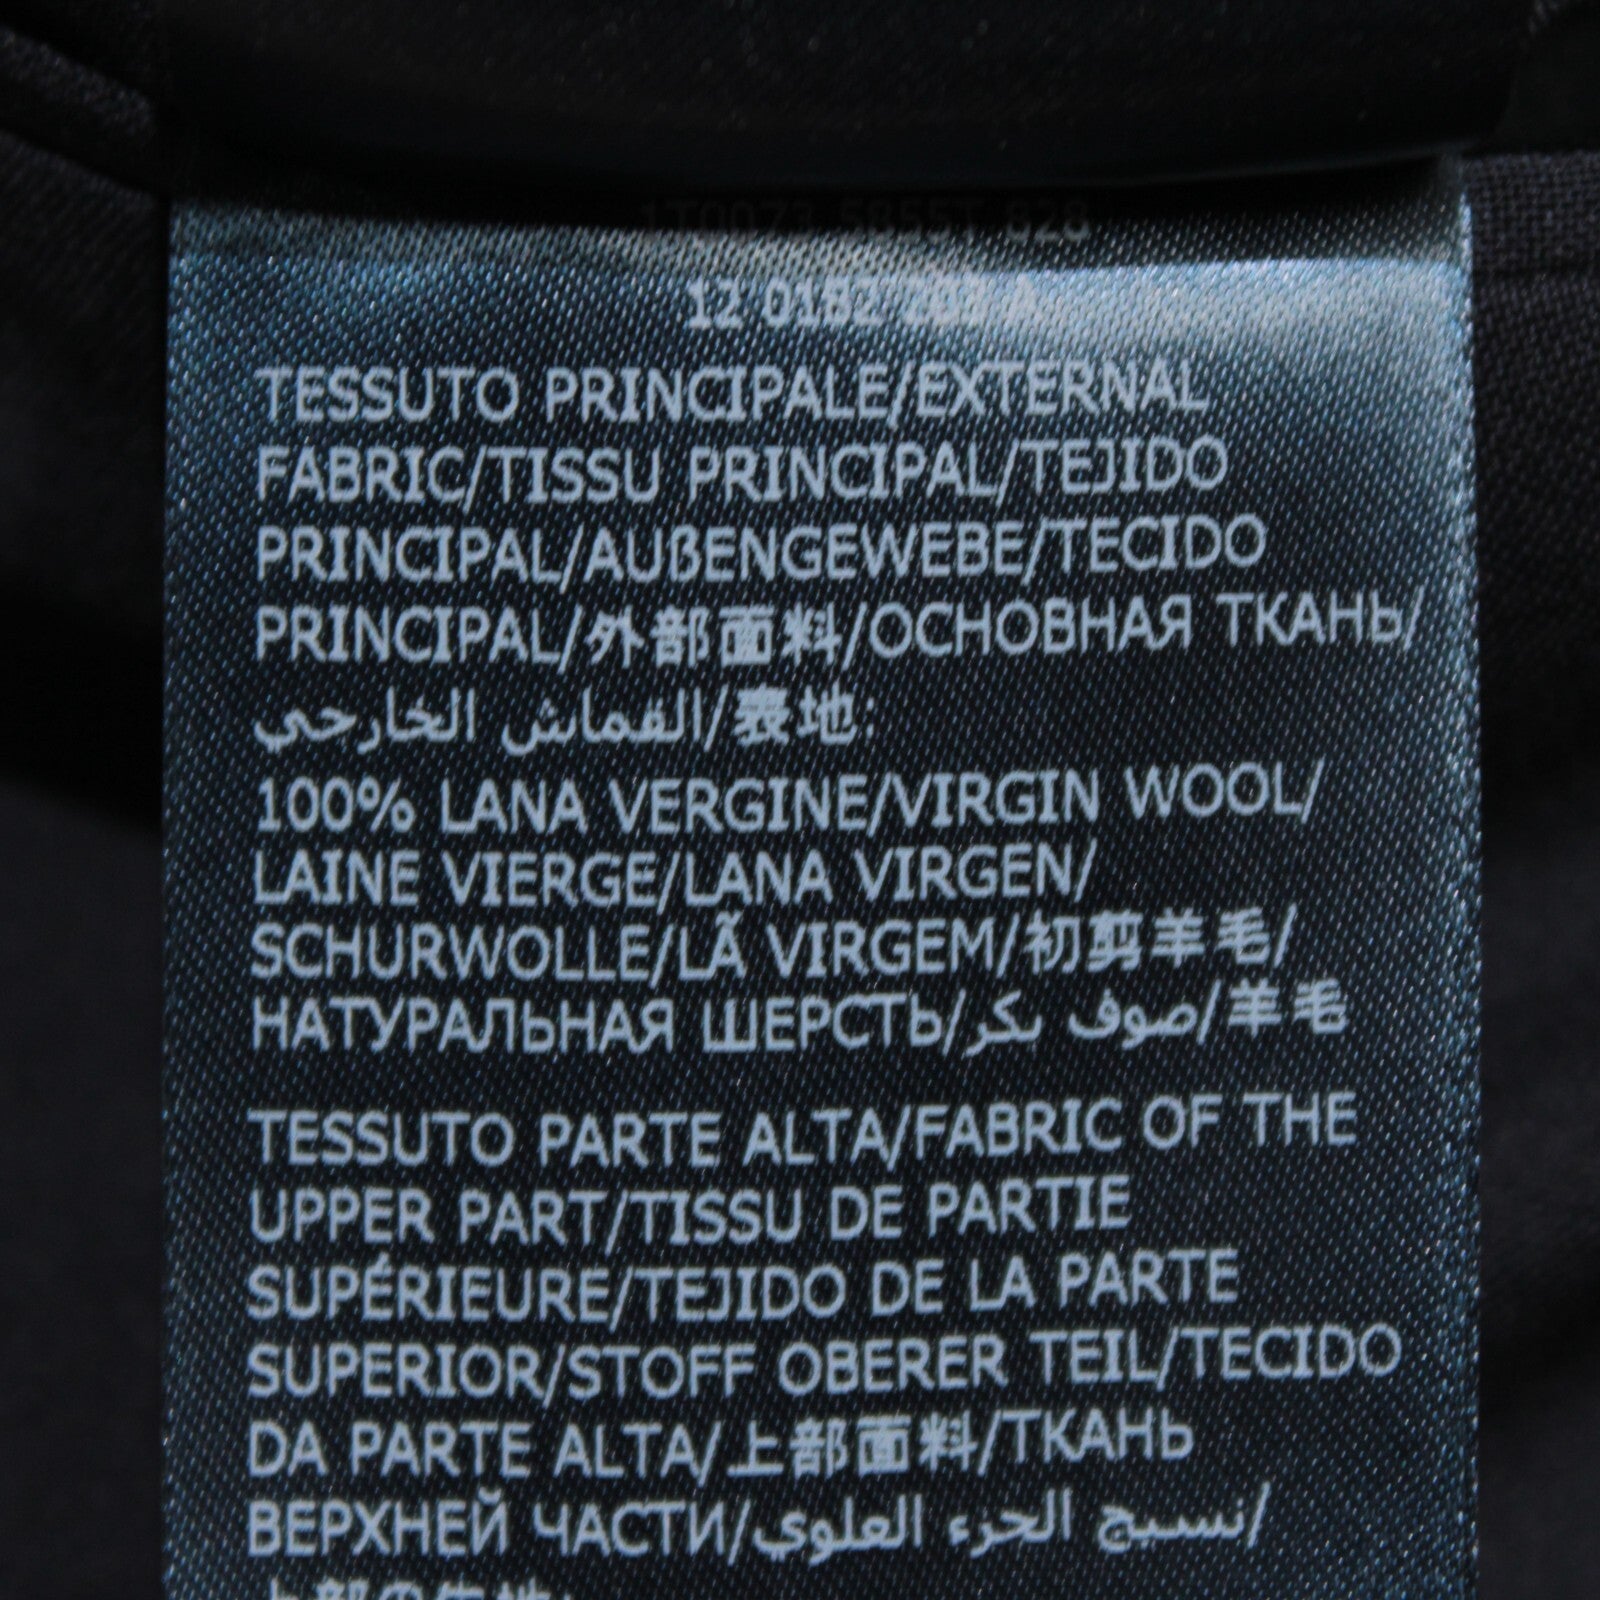 1T0073 5855T 828
12 0182 203 A
TESSUTO PRINCIPALE/EXTERNAL
FABRIC/TISSU PRINCIPAL/TEJIDO
PRINCIPAL/AUßENGEWEBE/TECIDO
PRINCIPAL/外部面料/ОСНОВНАЯ ТКАНЬ/
القماش الخارجي/表地:
100% LANA VERGINE/VIRGIN WOOL/
LAINE VIERGE/LANA VIRGEN/
SCHURWOLLE/LÃ VIRGEM/初剪羊毛/
НАТУРАЛЬНАЯ ШЕРСТЬ/صوف بكر/羊毛
TESSUTO PARTE ALTA/FABRIC OF THE
UPPER PART/TISSU DE PARTIE
SUPÉRIEURE/TEJIDO DE LA PARTE
SUPERIOR/STOFF OBERER TEIL/TECIDO
DA PARTE ALTA/上部面料/ТКАНЬ
ВЕРХНЕЙ ЧАСТИ/نسيج الجزء العلوي/